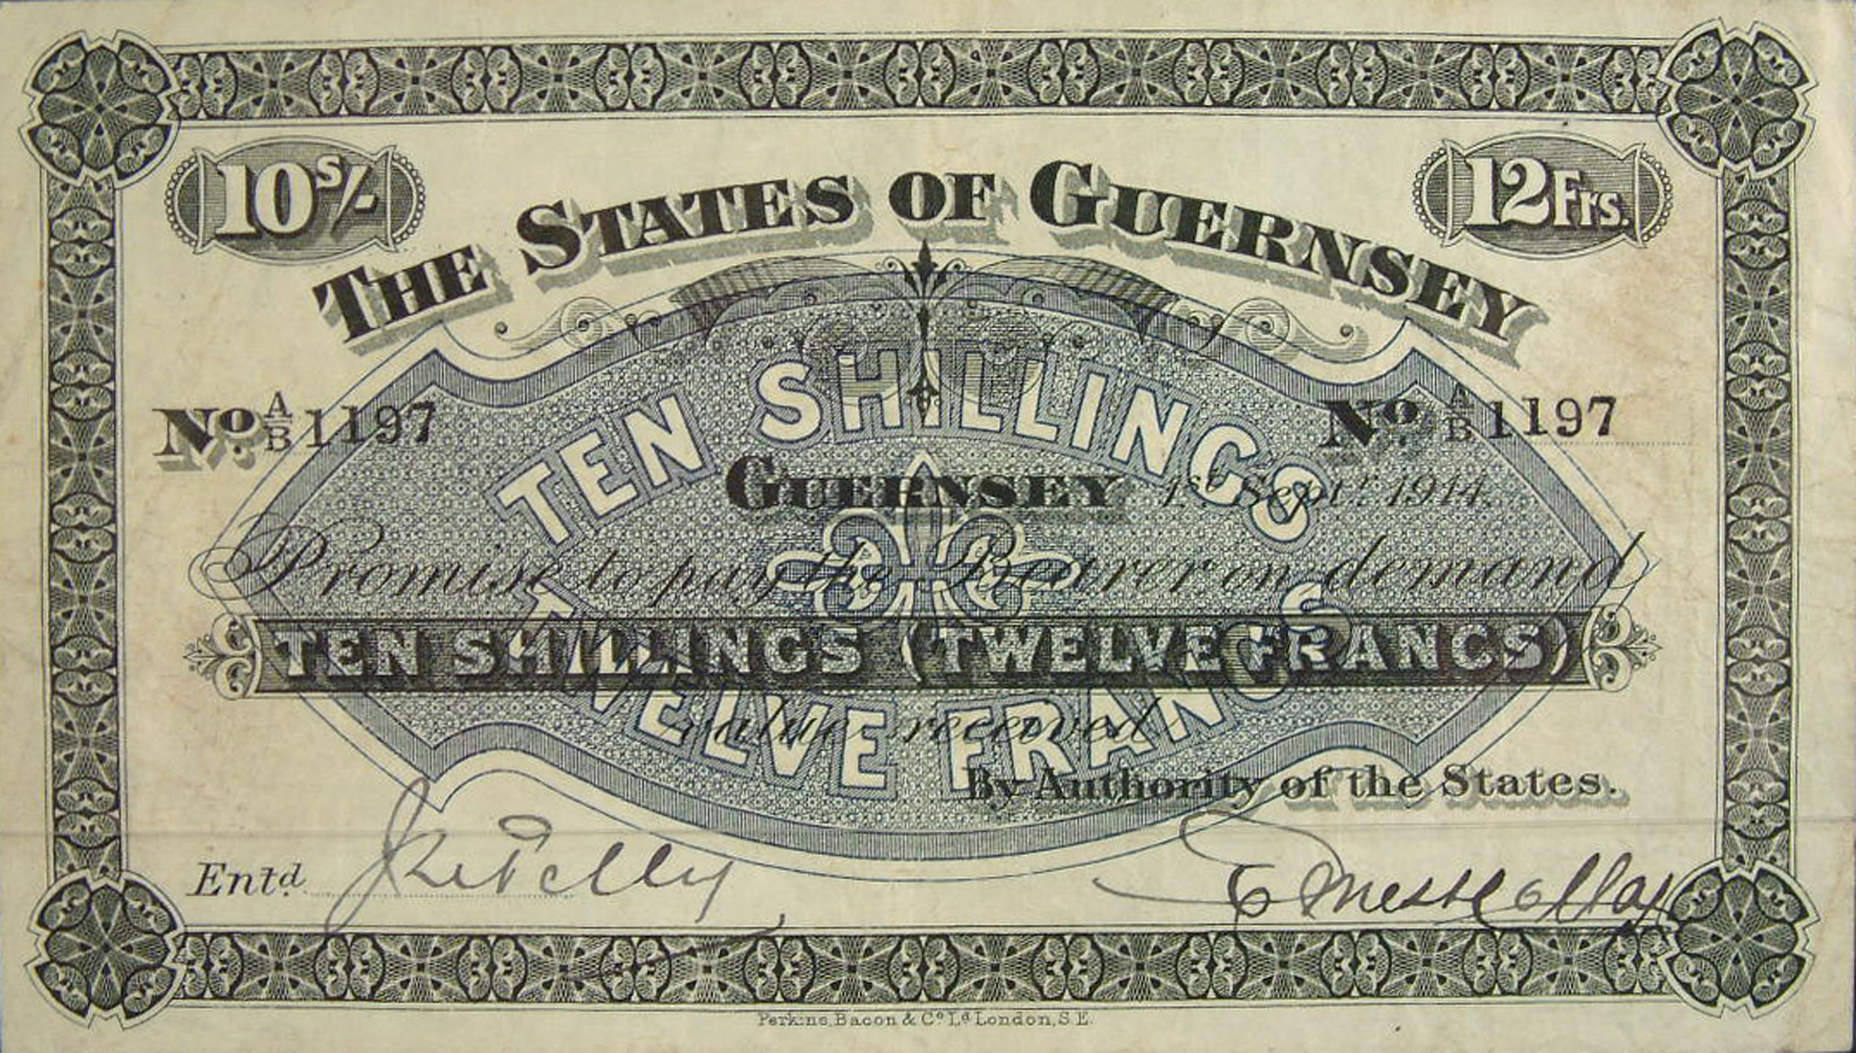 10s/- 12Frs.
THE STATES OF GUERNSEY
TEN SHILLINGS
No. A/B 1197 No. A/B 1197
GUERNSEY 1st Sept. 1914
Promise to pay the Bearer on demand
TEN SHILLINGS (TWELVE FRANCS)
TWELVE FRANCS
value received
By Authority of the States.
Entd
Perkins, Bacon & Co. Ld London, S.E.